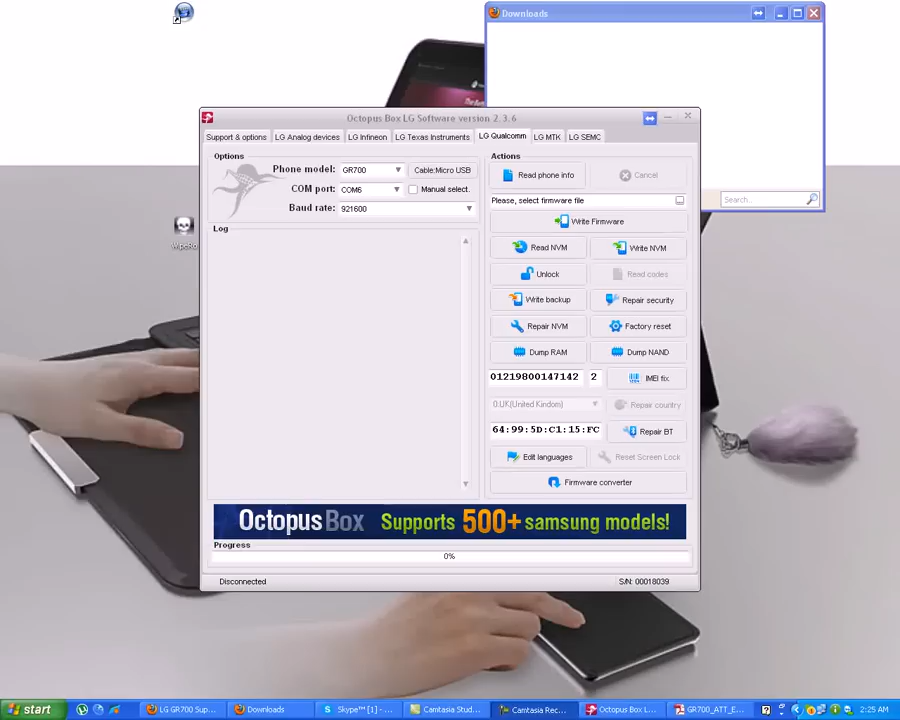 Downloads
Octopus Box LG Software version 2.3.6
Support & options
LG Analog devices
LG Infineon
LG Texas Instruments
LG Qualcomm
LG MTK
LG SEMC
Options
Phone model:
GR700
Cable:Micro USB
COM port:
COM6
Manual select.
Baud rate:
921600
Log
Actions
Read phone info
Cancel
Please, select firmware file
Search...
Write Firmware
Read NVM
Write NVM
Unlock
Read codes
Write backup
Repair security
Repair NVM
Factory reset
Dump RAM
Dump NAND
01219800147142
2
IMEI fix
0:UK(United Kindom)
Repair country
64:99:5D:C1:15:FC
Repair BT
Edit languages
Reset Screen Lock
Firmware converter
OctopusBox Supports 500+ samsung models!
Progress
0%
Disconnected
S/N: 00018039
start
LG GR700 Sup...
Downloads
Skype™ [1] - ...
Camtasia Stud...
Camtasia Rec...
Octopus Box L...
GR700_ATT_E...
2:25 AM